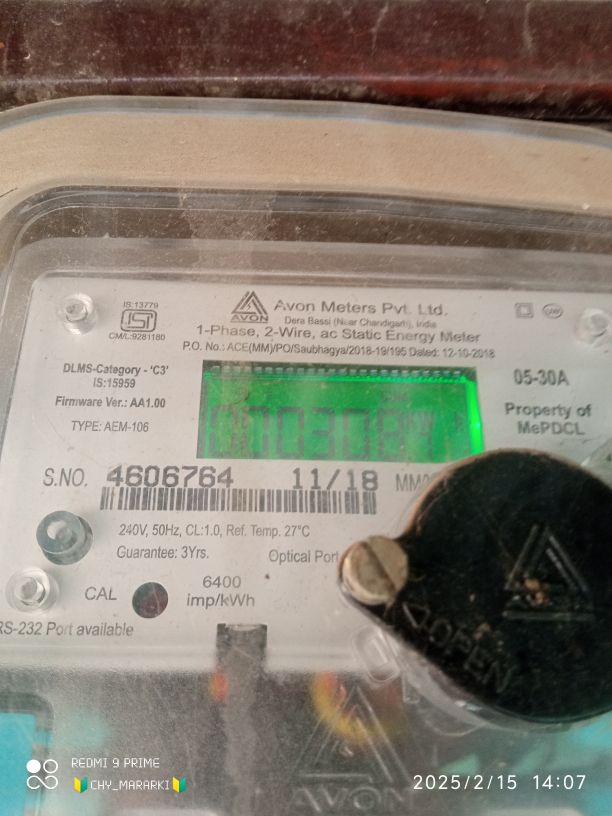 IS:13779
ISI
CM/L:9281180
AVON
Avon Meters Pvt. Ltd.
Dera Bassi (Near Chandigarh), India
1-Phase, 2-Wire, ac Static Energy Meter
P.O. No.: ACE(MM)/PO/Saubhagya/2018-19/195 Dated: 12-10-2018
DLMS-Category - 'C3'
IS:15959
Firmware Ver.: AA1.00
TYPE: AEM-106
05-30A
Property of
MePDCL
S.NO. 4606764 11/18
240V, 50Hz, CL:1.0, Ref. Temp. 27°C
Guarantee: 3Yrs.
Optical Port
CAL
6400
imp/kWh
RS-232 Port available
OPEN
AVON
REDMI 9 PRIME
🔰CHY_MARARKI🔰
2025/2/15 14:07